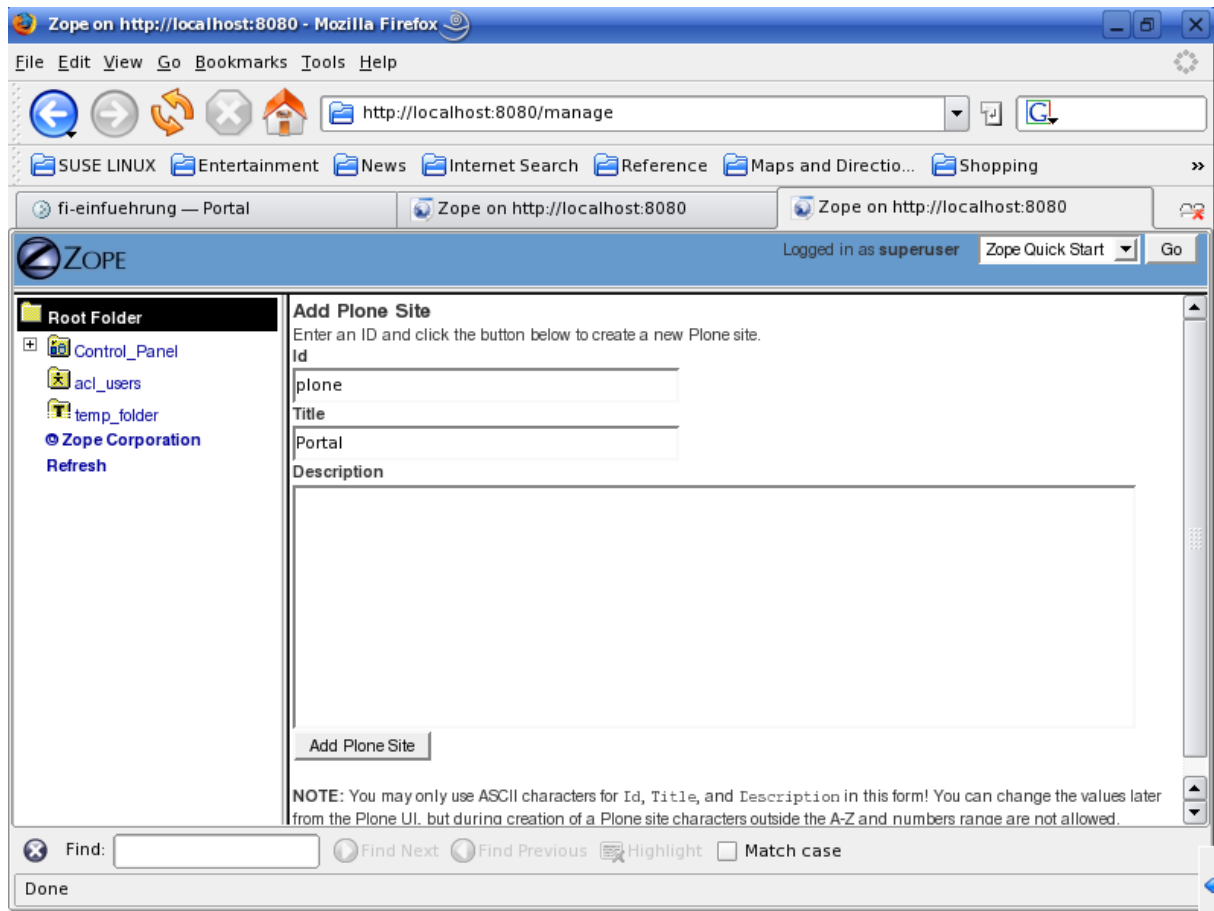 Zope on http://localhost:8080 - Mozilla Firefox
File Edit View Go Bookmarks Tools Help
http://localhost:8080/manage
G
SUSE LINUX Entertainment News Internet Search Reference Maps and Directio... Shopping »
fi-einfuehrung — Portal
Zope on http://localhost:8080
Zope on http://localhost:8080
ZOPE
Logged in as superuser
Zope Quick Start
Go
Root Folder
Control_Panel
acl_users
temp_folder
© Zope Corporation
Refresh
Add Plone Site
Enter an ID and click the button below to create a new Plone site.
Id
plone
Title
Portal
Description
Add Plone Site
NOTE: You may only use ASCII characters for Id, Title, and Description in this form! You can change the values later
from the Plone UI, but during creation of a Plone site characters outside the A-Z and numbers range are not allowed.
Find: Find Next Find Previous Highlight Match case
Done